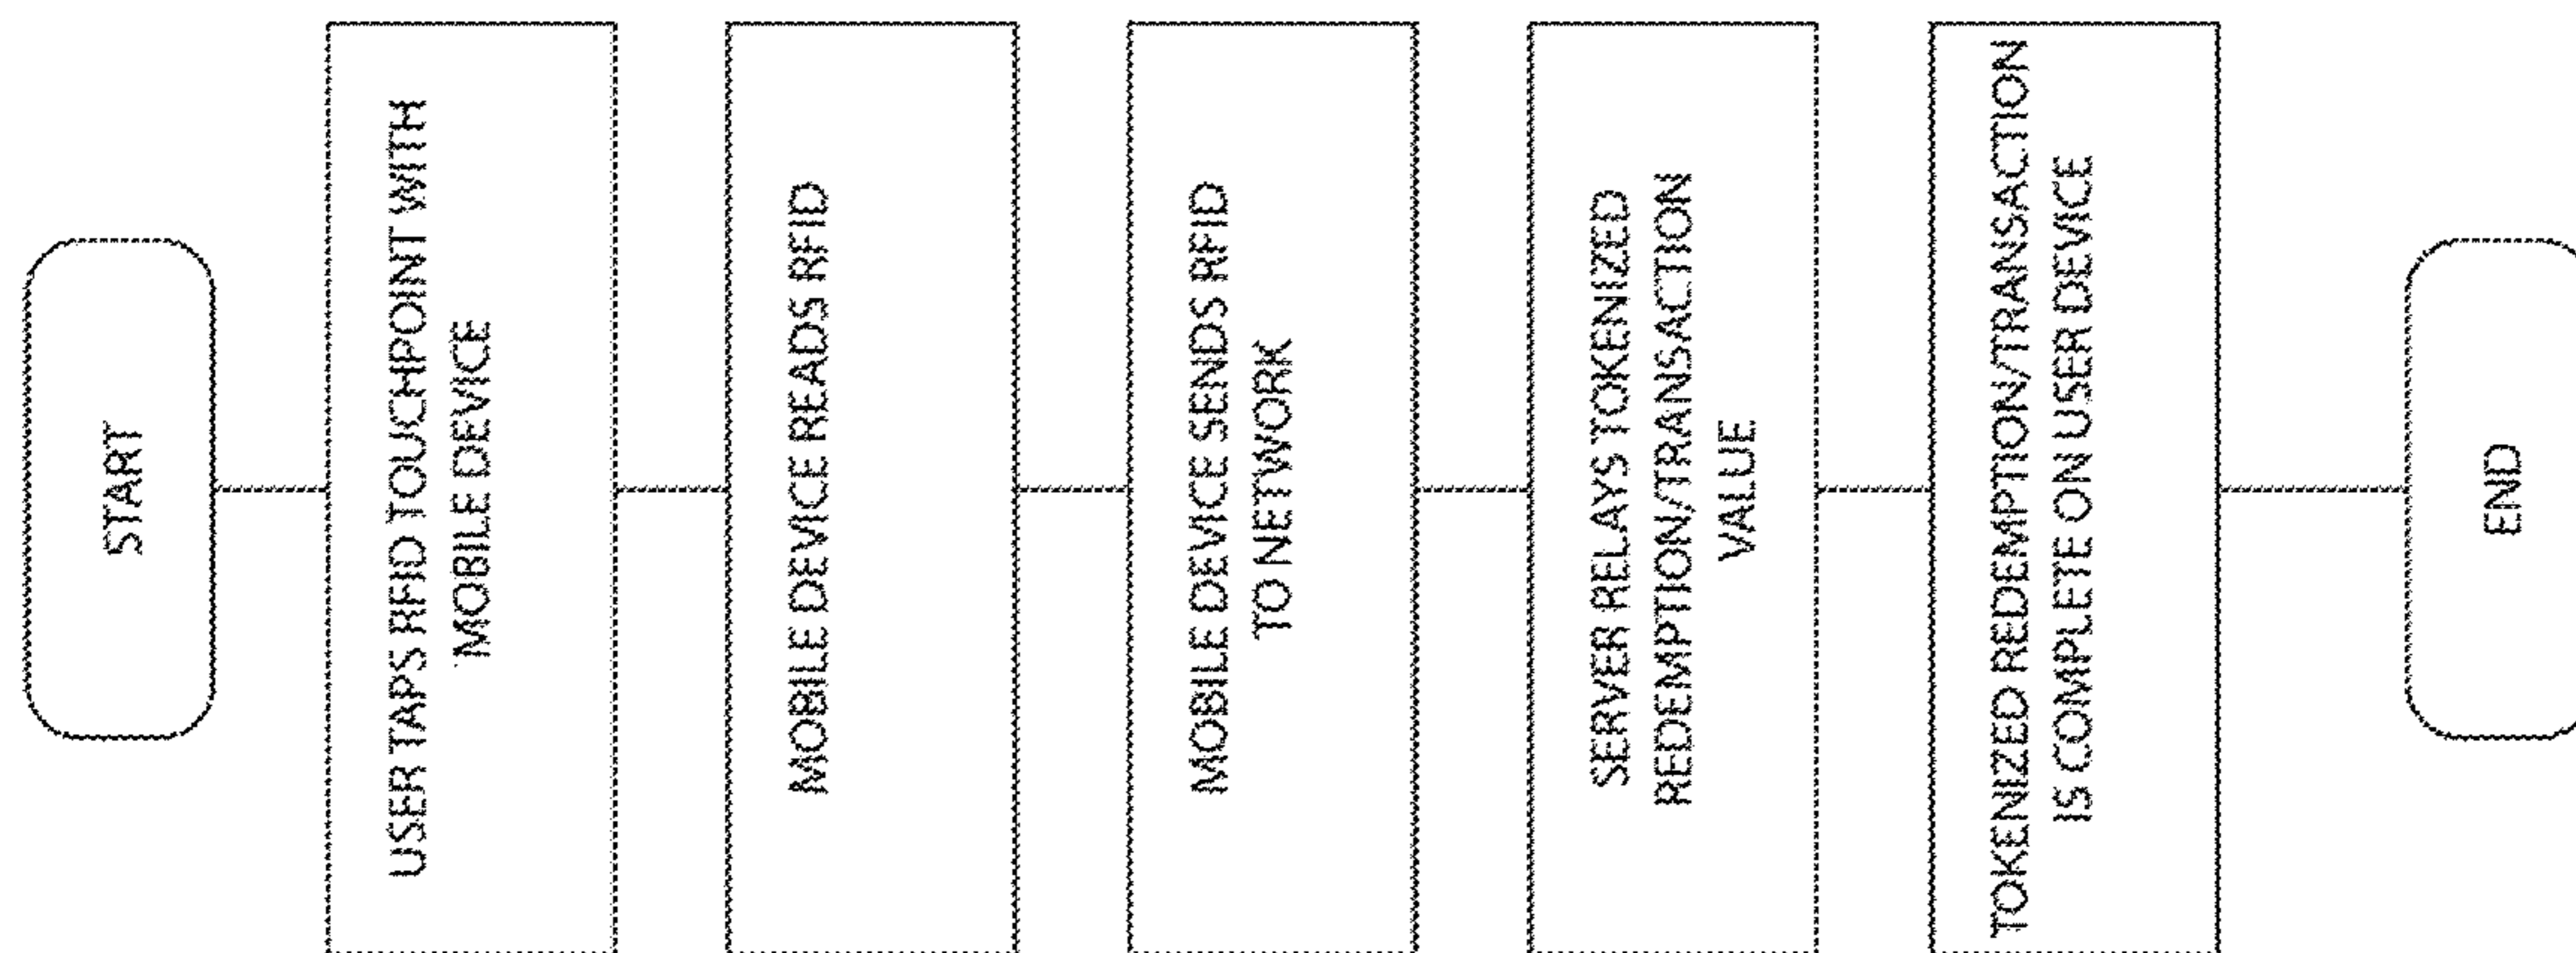 START
USER TAPS RFID TOUCHPOINT WITH
MOBILE DEVICE
MOBILE DEVICE READS RFID
MOBILE DEVICE SENDS RFID
TO NETWORK
SERVER RELAYS TOKENIZED
REDEMPTION/TRANSACTION
VALUE
TOKENIZED REDEMPTION/TRANSACTION
IS COMPLETE ON USER DEVICE
END